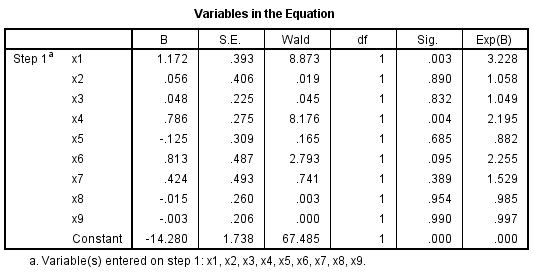 Variables in the Equation
B S.E. Wald df Sig. Exp(B)
Step 1a x1 1.172 .393 8.873 1 .003 3.228
x2 .056 .406 .019 1 .890 1.058
x3 .048 .225 .045 1 .832 1.049
x4 .786 .275 8.176 1 .004 2.195
x5 -.125 .309 .165 1 .685 .882
x6 .813 .487 2.793 1 .095 2.255
x7 .424 .493 .741 1 .389 1.529
x8 -.015 .260 .003 1 .954 .985
x9 -.003 .206 .000 1 .990 .997
Constant -14.280 1.738 67.485 1 .000 .000
a. Variable(s) entered on step 1: x1, x2, x3, x4, x5, x6, x7, x8, x9.